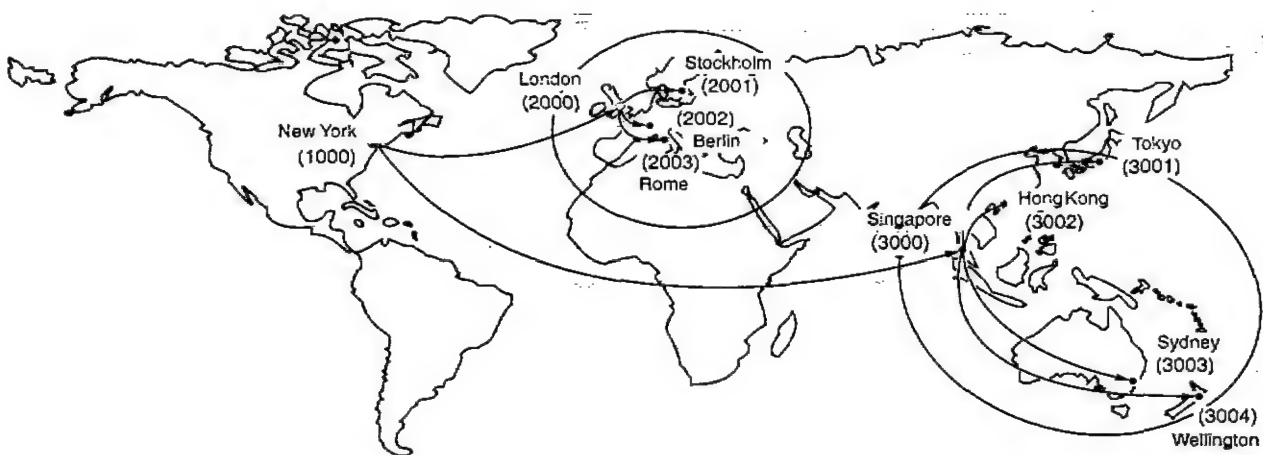 London
(2000)
Stockholm
(2001)
(2002)
Berlin
(2003)
Rome
New York
(1000)
Tokyo
(3001)
Hong Kong
(3002)
Singapore
(3000)
Sydney
(3003)
(3004)
Wellington